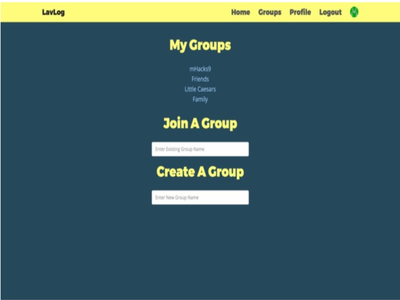 LavLog
Home Groups Profile Logout
My Groups
mHacks9
Friends
Little Caesars
Family
Join A Group
Enter Existing Group Name
Create A Group
Enter New Group Name